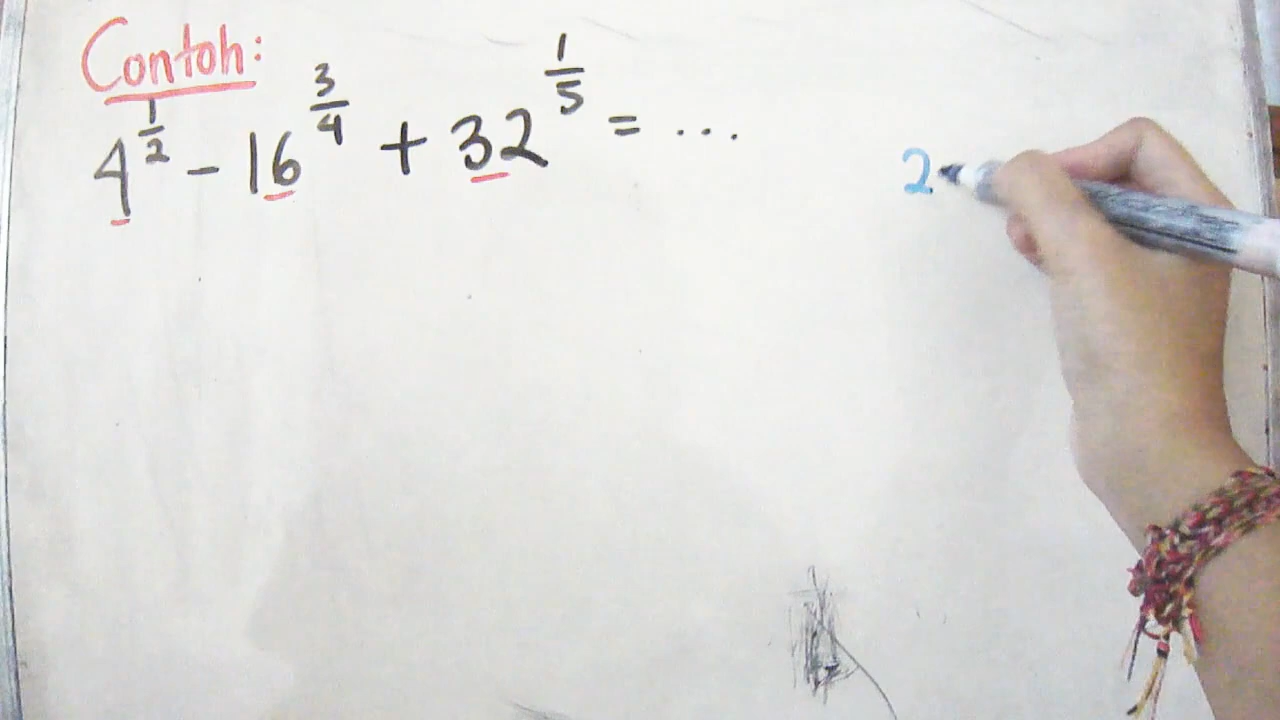 Contoh:
4^{1/2} - 16^{3/4} + 32^{1/5} = ...
2